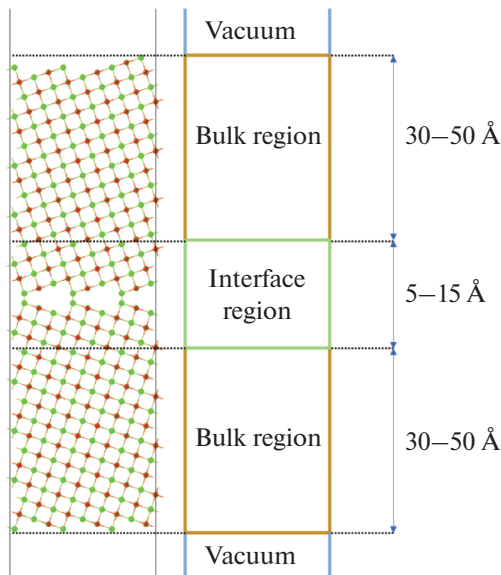 Vacuum
Bulk region
30–50 Å
Interface
region
5–15 Å
Bulk region
30–50 Å
Vacuum